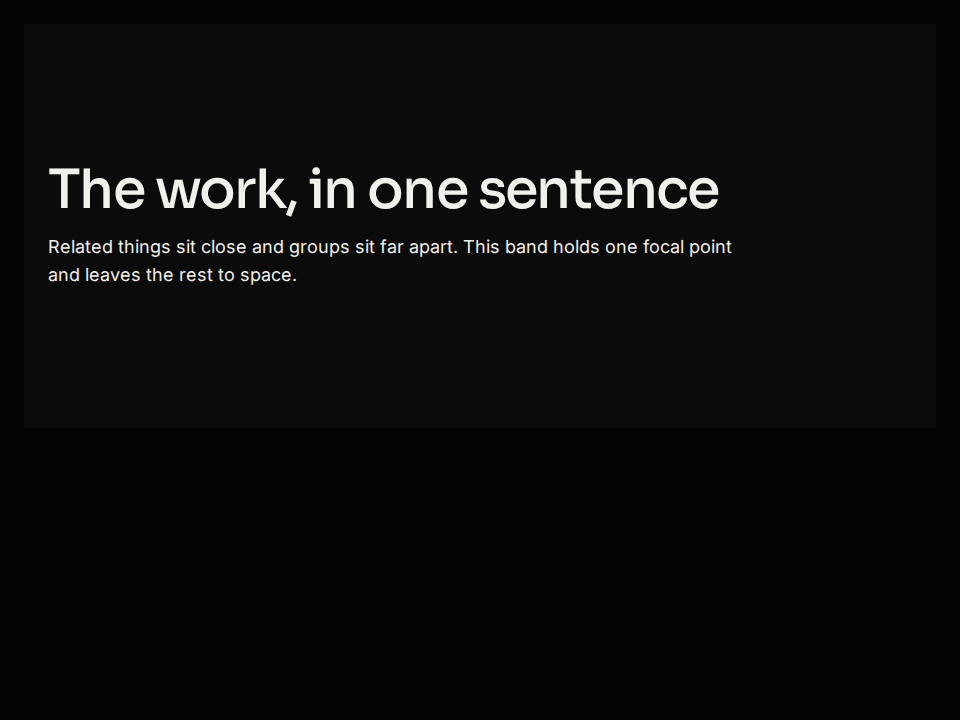 The work, in one sentence
Related things sit close and groups sit far apart. This band holds one focal point
and leaves the rest to space.